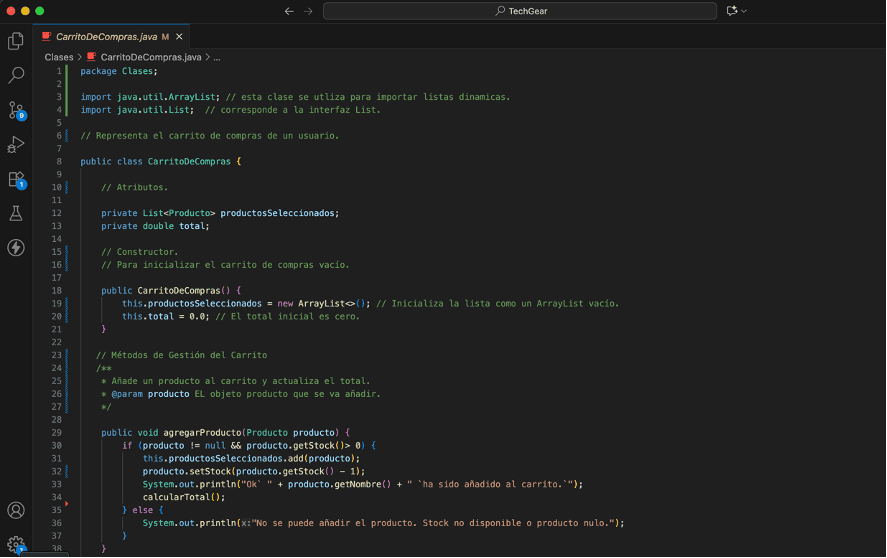 TechGear
CarritoDeCompras.java M
Clases > CarritoDeCompras.java > ...
1 package Clases;
2
3 import java.util.ArrayList; // esta clase se utliza para importar listas dinamicas.
4 import java.util.List;  // corresponde a la interfaz List.
5
6 // Representa el carrito de compras de un usuario.
7
8 public class CarritoDeCompras {
9
10 // Atributos.
11
12 private List<Producto> productosSeleccionados;
13 private double total;
14
15 // Constructor.
16 // Para inicializar el carrito de compras vacío.
17
18 public CarritoDeCompras() {
19 this.productosSeleccionados = new ArrayList<>(); // Inicializa la lista como un ArrayList vacío.
20 this.total = 0.0; // El total inicial es cero.
21 }
22
23 // Métodos de Gestión del Carrito
24 /**
25 * Añade un producto al carrito y actualiza el total.
26 * @param producto EL objeto producto que se va añadir.
27 */
28
29 public void agregarProducto(Producto producto) {
30 if (producto != null && producto.getStock()> 0) {
31 this.productosSeleccionados.add(producto);
32 producto.setStock(producto.getStock() - 1);
33 System.out.println("Ok` " + producto.getNombre() + " `ha sido añadido al carrito.`");
34 calcularTotal();
35 } else {
36 System.out.println(x:"No se puede añadir el producto. Stock no disponible o producto nulo.");
37 }
38 }
9
1